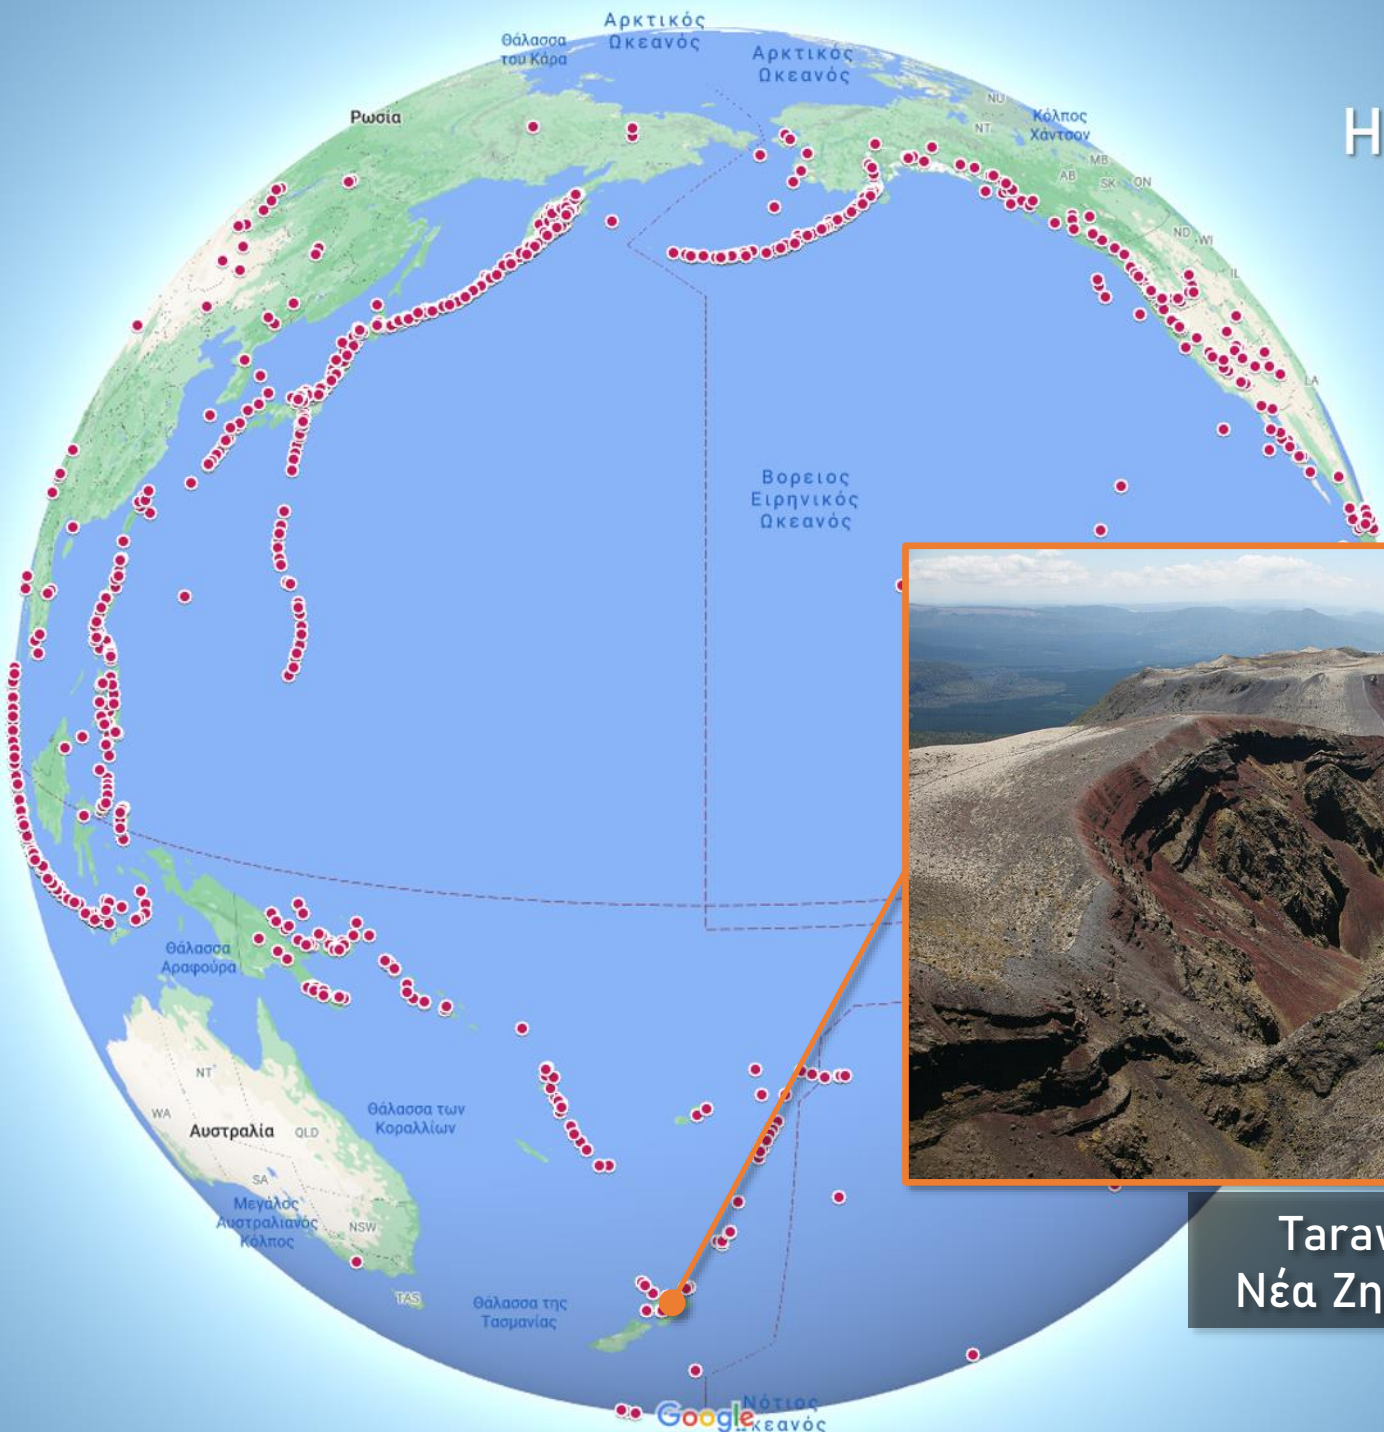 Αρκτικός
Ωκεανός
Θάλασσα
του Κάρα
Αρκτικός
Ωκεανός
Ρωσία
NU
Κόλπος
Χάντσον
H
NT
MB
AB
SK
ON
ND
WI
IL
LA
Βορειος
Ειρηνικός
Ωκεανός
Θάλασσα
Αραφούρα
NT
WA
Αυστραλία
QLD
Θάλασσα των
Κοραλλίων
SA
Μεγάλος
Αυστραλιανός
Κόλπος
NSW
TAS
Θάλασσα της
Τασμανίας
Taraw
Νέα Ζη
Νότιος
Ωκεανός
Google